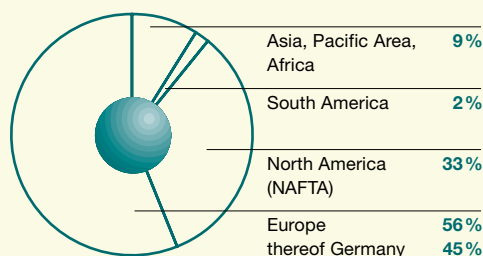 Asia, Pacific Area, 9%
Africa
South America 2%
North America 33%
(NAFTA)
Europe 56%
thereof Germany 45%